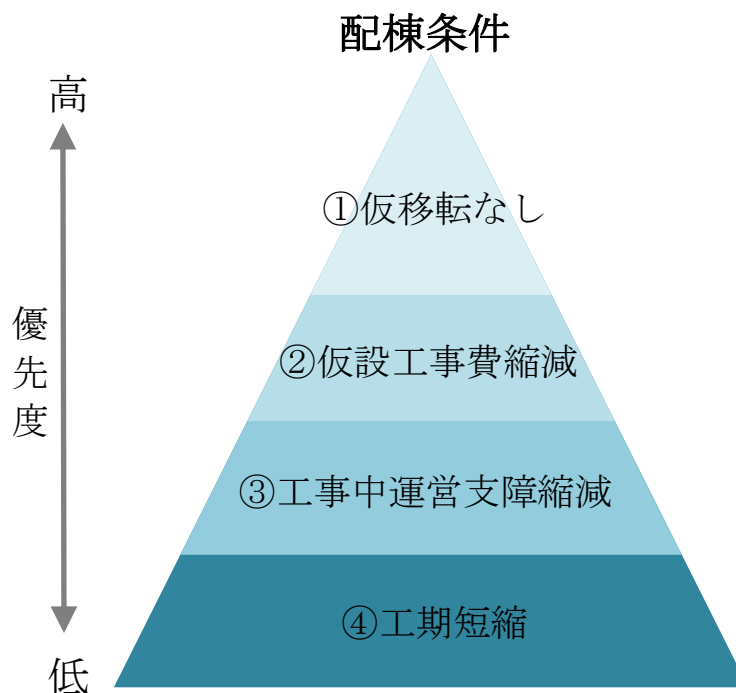 配棟条件
高
①仮移転なし
優先度
②仮設工事費縮減
③工事中運営支障縮減
④工期短縮
低